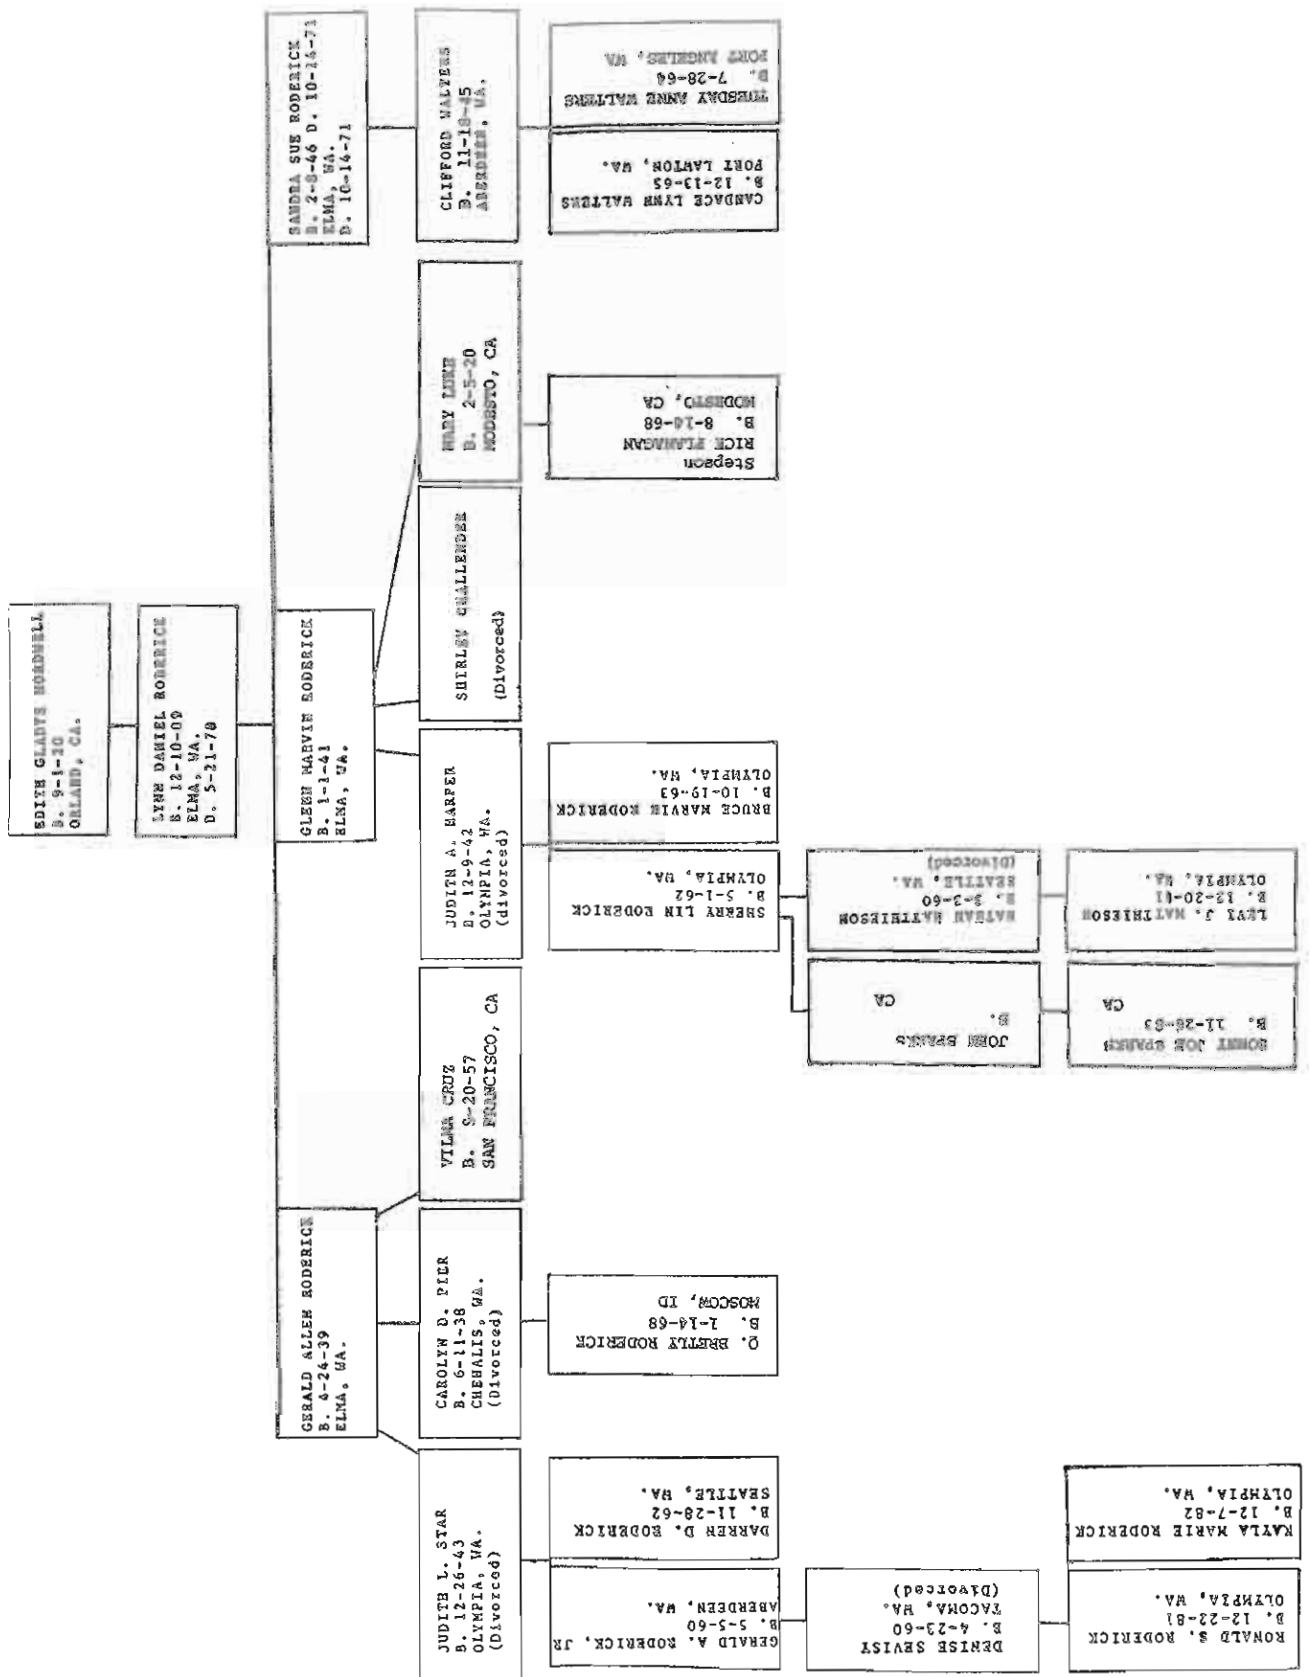 EDITH GLADYS
B. 9-1-20
ORLAND, CA.
LYNN DANIEL RODERICK
B. 12-10-09
ELMA, WA.
D. 5-21-78
GERALD ALLEN RODERICK
B. 4-24-39
ELMA, WA.
GLEEN MARVIN RODERICK
B. 1-1-41
ELMA, WA.
SANDRA SUE RODERICK
B. 2-8-46 D. 10-14-71
ELMA, WA.
D. 10-14-71
JUDITH L. STAR
B. 12-26-43
OLYMPIA, WA.
(Divorced)
CAROLYN D. PIER
B. 6-11-38
CHEHALIS, WA.
(Divorced)
VILMA CRUZ
B. 9-20-57
SAN FRANCISCO, CA
JUDITH A. HARPER
B. 12-9-42
OLYMPIA, WA.
(divorced)
SHIRLEY CHALLENDER
(Divorced)
MARY LUKE
B. 2-5-20
MODESTO, CA
CLIFFORD WALTERS
B. 11-18-45
ABERDEEN, WA.
GERALD A. RODERICK, JR
B. 5-5-60
ABERDEEN, WA.
DARREN D. RODERICK
B. 11-28-62
SEATTLE, WA.
Q. BRETLY RODERICK
B. 1-14-68
MOSCOW, ID
SHERRY LIN RODERICK
B. 5-1-62
OLYMPIA, WA.
BRUCE MARVIN RODERICK
B. 10-19-63
OLYMPIA, WA.
Stepson
RICK FLANAGAN
B. 8-14-68
MODESTO, CA
CANDACE LYNN WALTERS
B. 12-13-65
FORT LAWTON, WA.
TUESDAY ANNE WALTERS
B. 7-28-64
PORT ANGELES, WA
DENISE SEVISY
B. 4-23-60
TACOMA, WA.
(Divorced)
JOHN SPARKS
B.
CA
NATHAN MATTHIESON
B. 3-3-60
SEATTLE, WA.
(Divorced)
RONALD S. RODERICK
B. 12-22-81
OLYMPIA, WA.
KAYLA MARIE RODERICK
B. 12-7-82
OLYMPIA, WA.
JOE SPARKS
B. 11-26-83
CA
LEVI J. MATTHIESON
B. 12-20-81
OLYMPIA, WA.